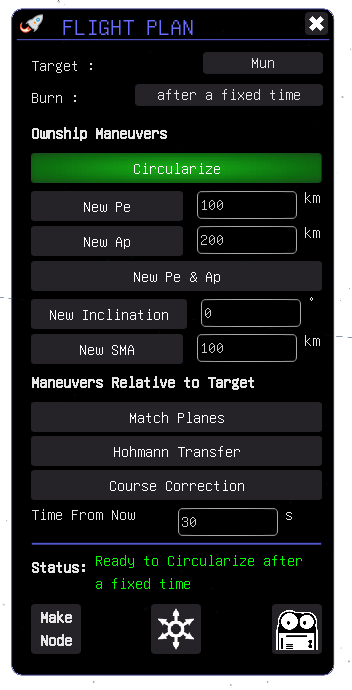 FLIGHT PLAN
Target : Mun
Burn : after a fixed time
Ownship Maneuvers
Circularize
New Pe 100 km
New Ap 200 km
New Pe & Ap
New Inclination 0 °
New SMA 100 km
Maneuvers Relative to Target
Match Planes
Hohmann Transfer
Course Correction
Time From Now 30 s
Status: Ready to Circularize after
a fixed time
Make
Node